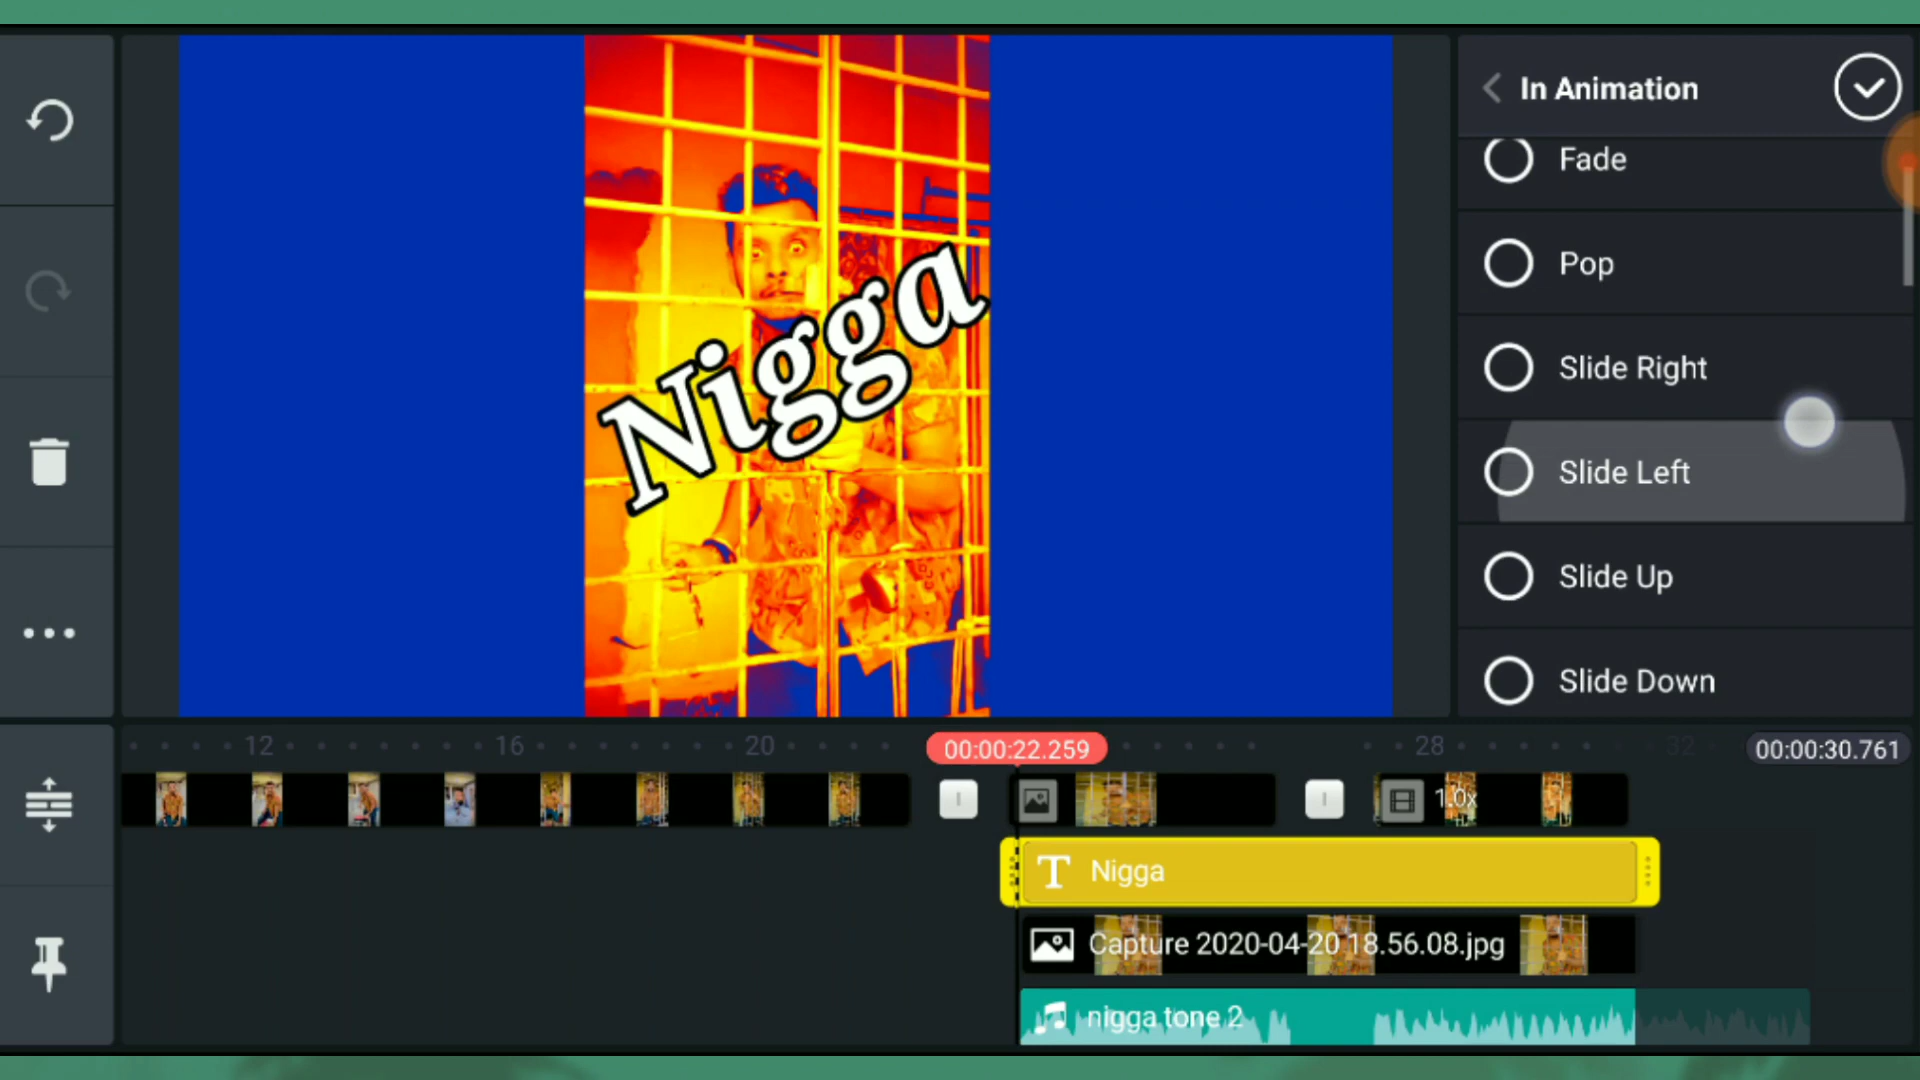 In Animation
Fade
Pop
Slide Right
Slide Left
Slide Up
Slide Down
Nigga
12
16
20
00:00:22.259
28
32
00:00:30.761
1.0x
Nigga
Capture 2020-04-20 18.56.08.jpg
nigga tone 2